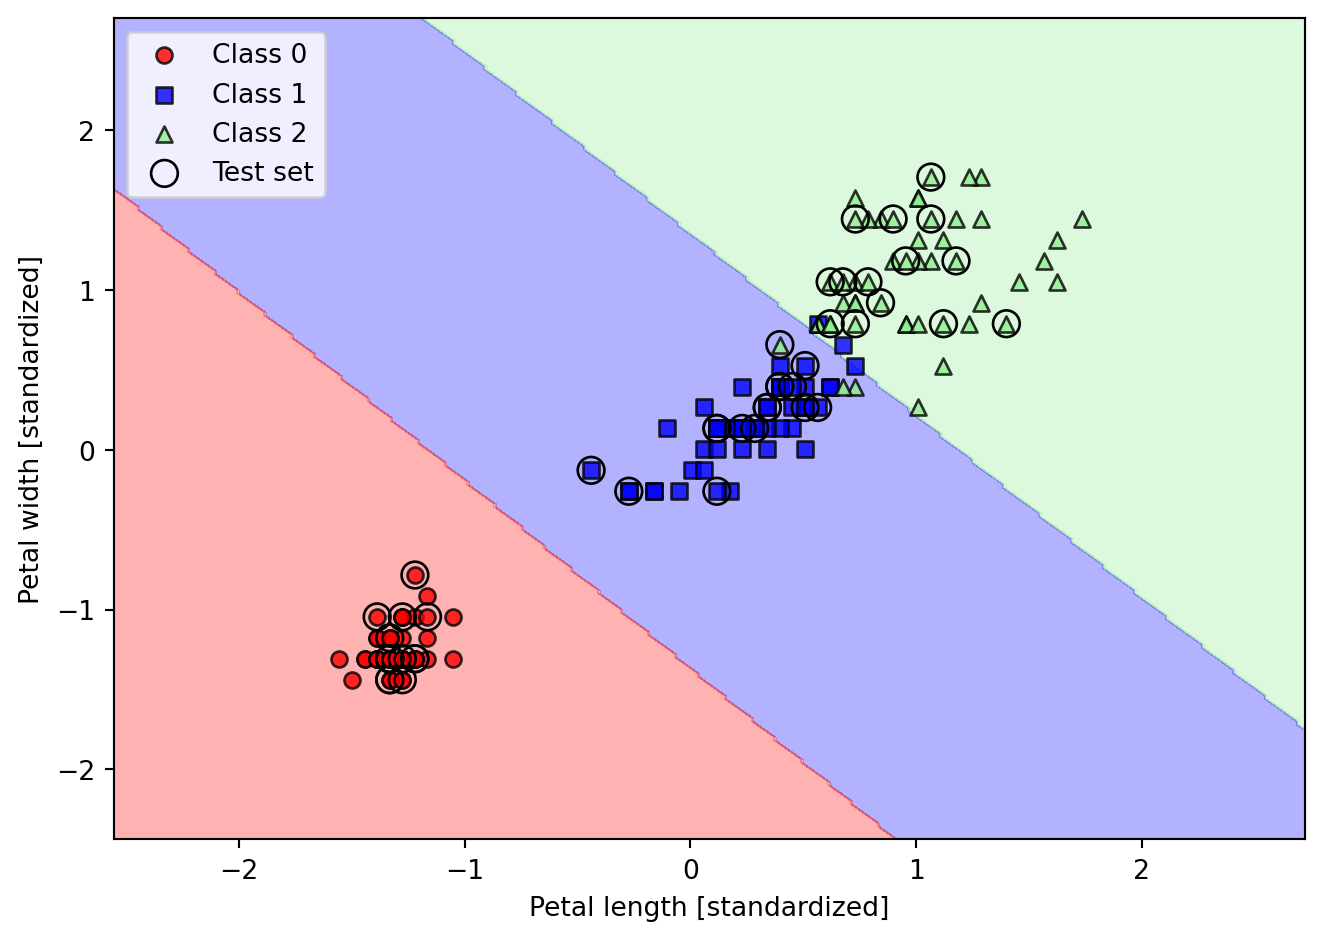 Class 0
Class 1
Class 2
Test set
2
1
0
−1
−2
Petal width [standardized]
−2
−1
0
1
2
Petal length [standardized]